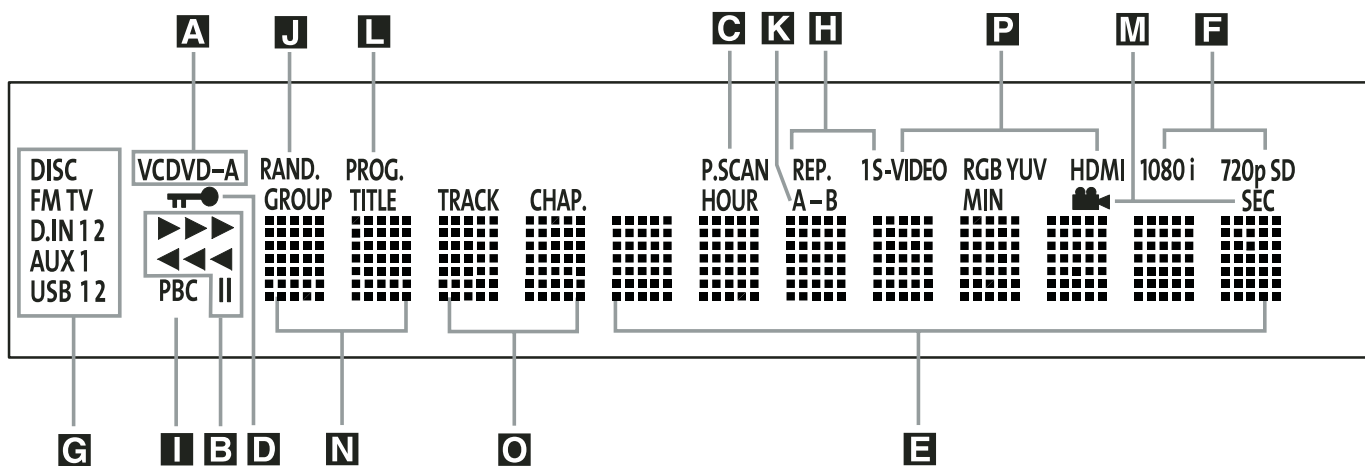 A J L C K H P M F
DISC VCDVD–A RAND. PROG. P.SCAN REP. 1S-VIDEO RGB YUV HDMI 1080 i 720p SD
FM TV GROUP TITLE TRACK CHAP. HOUR A – B MIN SEC
D.IN 1 2
AUX 1
USB 1 2 PBC
G I B D N O E